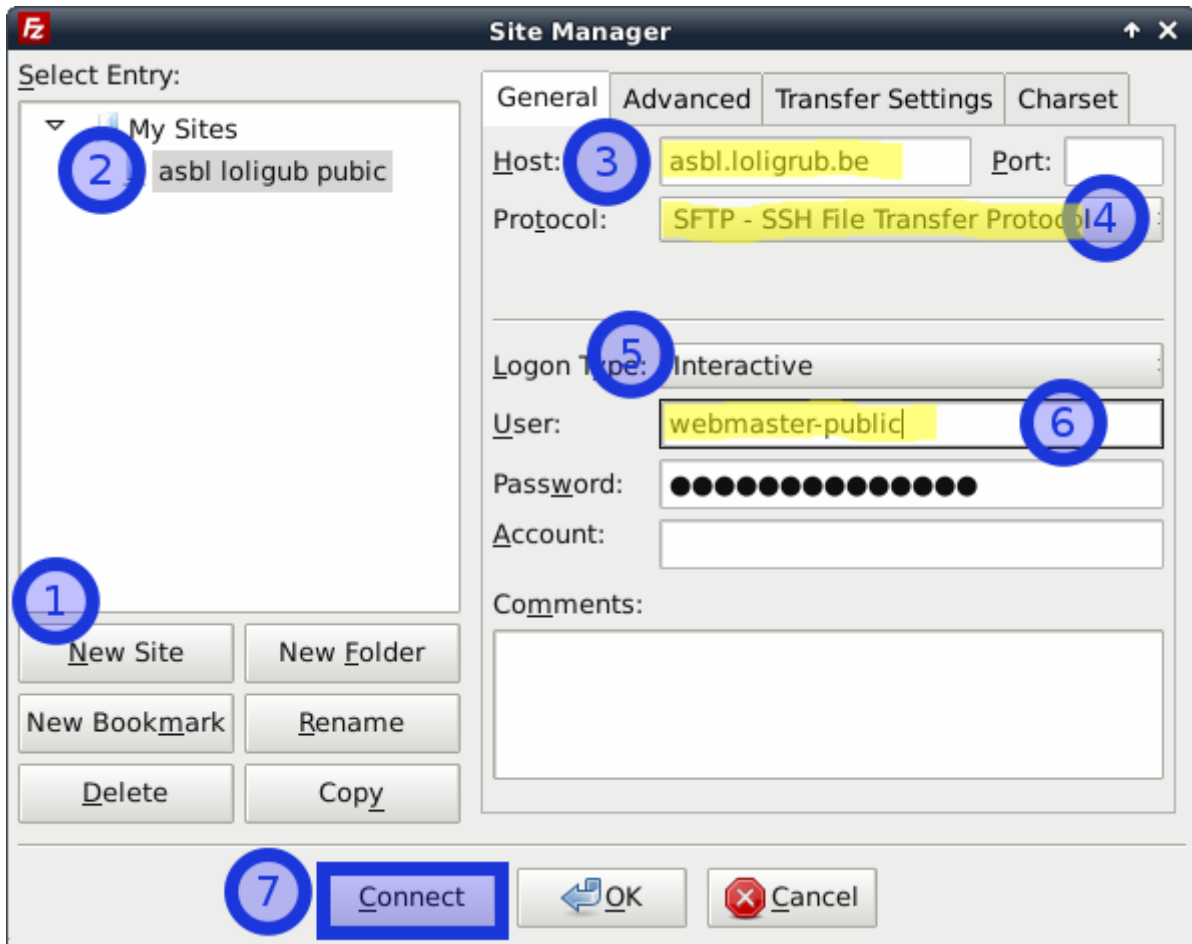 Fz
Site Manager
Select Entry:
My Sites
2
asbl loligub pubic
1
New Site
New Folder
New Bookmark
Rename
Delete
Copy
General
Advanced
Transfer Settings
Charset
Host:
3
asbl.loligrub.be
Port:
Protocol:
SFTP - SSH File Transfer Protocol
4
Logon Type:
5
Interactive
User:
webmaster-public
6
Password:
●●●●●●●●●●●●●●
Account:
Comments:
7
Connect
OK
Cancel